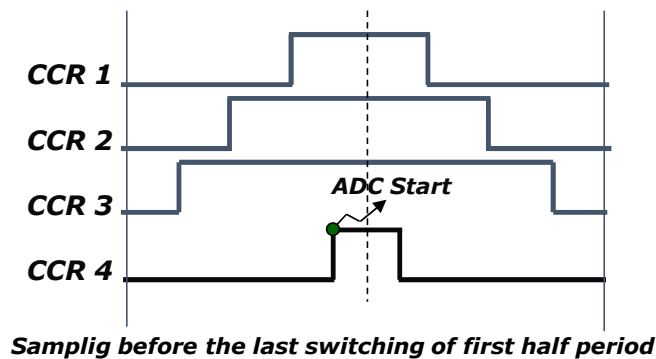 CCR 1
CCR 2
CCR 3
ADC Start
CCR 4
Samplig before the last switching of first half period